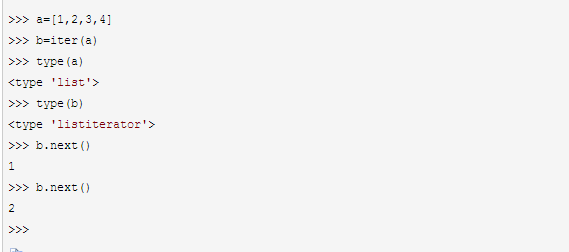 >>> a=[1,2,3,4]
>>> b=iter(a)
>>> type(a)
<type 'list'>
>>> type(b)
<type 'listiterator'>
>>> b.next()
1
>>> b.next()
2
>>>